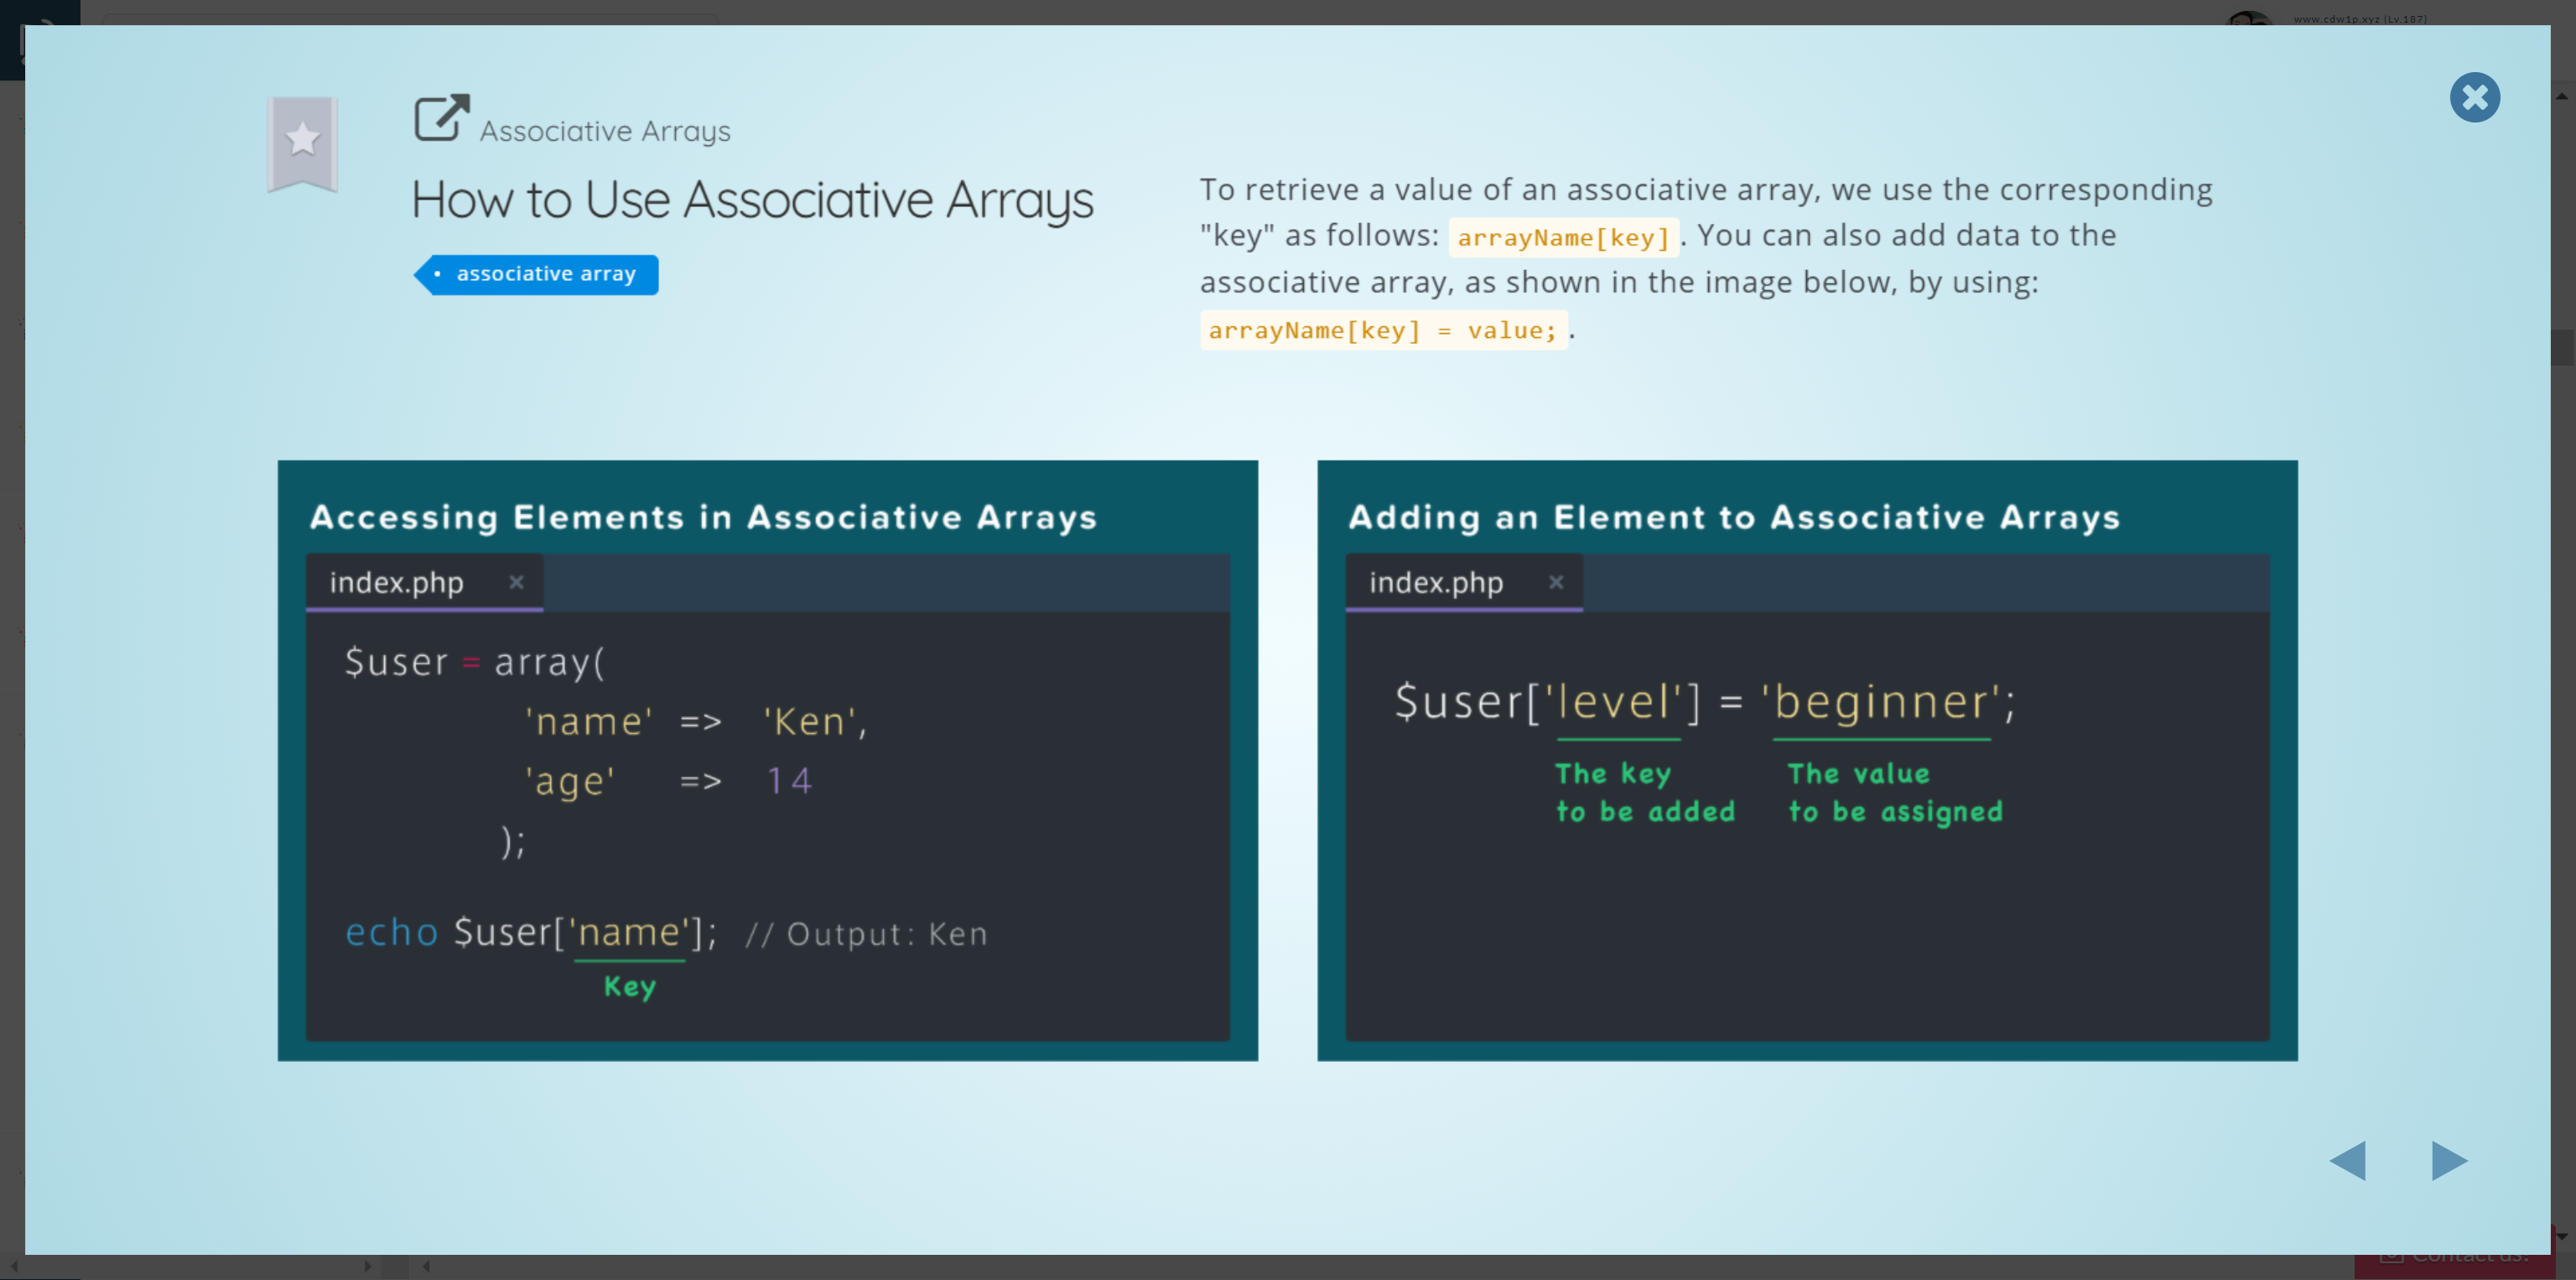 www.cdw1p.xyz (Lv.187)
Associative Arrays
How to Use Associative Arrays
associative array
To retrieve a value of an associative array, we use the corresponding
"key" as follows: arrayName[key]. You can also add data to the
associative array, as shown in the image below, by using:
arrayName[key] = value;.
Accessing Elements in Associative Arrays
index.php ×
$user = array(
'name' => 'Ken',
'age' => 14
);
echo $user['name']; // Output: Ken
Key
Adding an Element to Associative Arrays
index.php ×
$user['level'] = 'beginner';
The key The value
to be added to be assigned
Contact us!